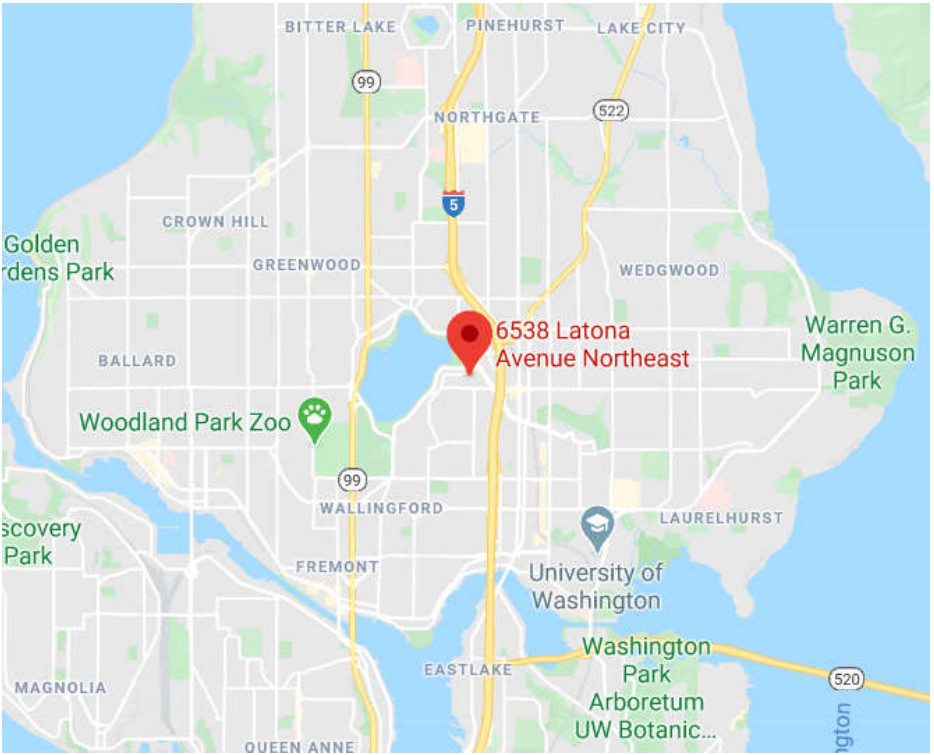 BITTER LAKE
PINEHURST
LAKE CITY
99
522
NORTHGATE
5
CROWN HILL
Golden
rdens Park
GREENWOOD
WEDGWOOD
6538 Latona
Avenue Northeast
Warren G.
Magnuson
Park
BALLARD
Woodland Park Zoo
99
WALLINGFORD
LAURELHURST
scovery
Park
FREMONT
University of
Washington
Washington
Park
Arboretum
UW Botanic...
EASTLAKE
520
MAGNOLIA
ngton
QUEEN ANNE